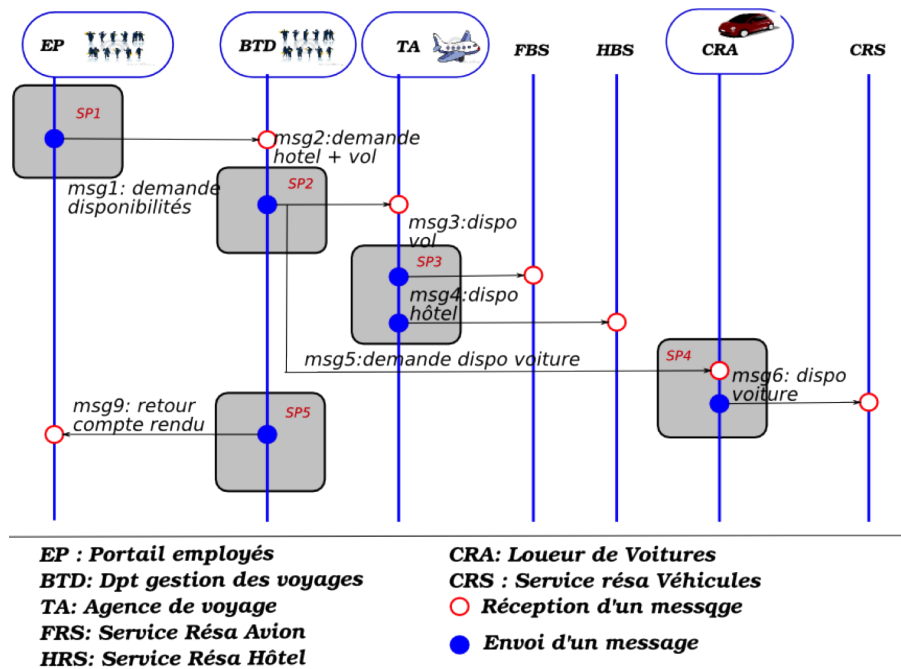 EP
BTD
TA
FBS
HBS
CRA
CRS
SP1
msg2:demande
hotel + vol
msg1: demande
disponibilités
SP2
msg3:dispo
vol
SP3
msg4:dispo
hôtel
msg5:demande dispo voiture
SP4
msg6: dispo
voiture
msg9: retour
compte rendu
SP5
EP : Portail employés
BTD: Dpt gestion des voyages
TA: Agence de voyage
FRS: Service Résa Avion
HRS: Service Résa Hôtel
CRA: Loueur de Voitures
CRS : Service résa Véhicules
Réception d'un messqge
Envoi d'un message